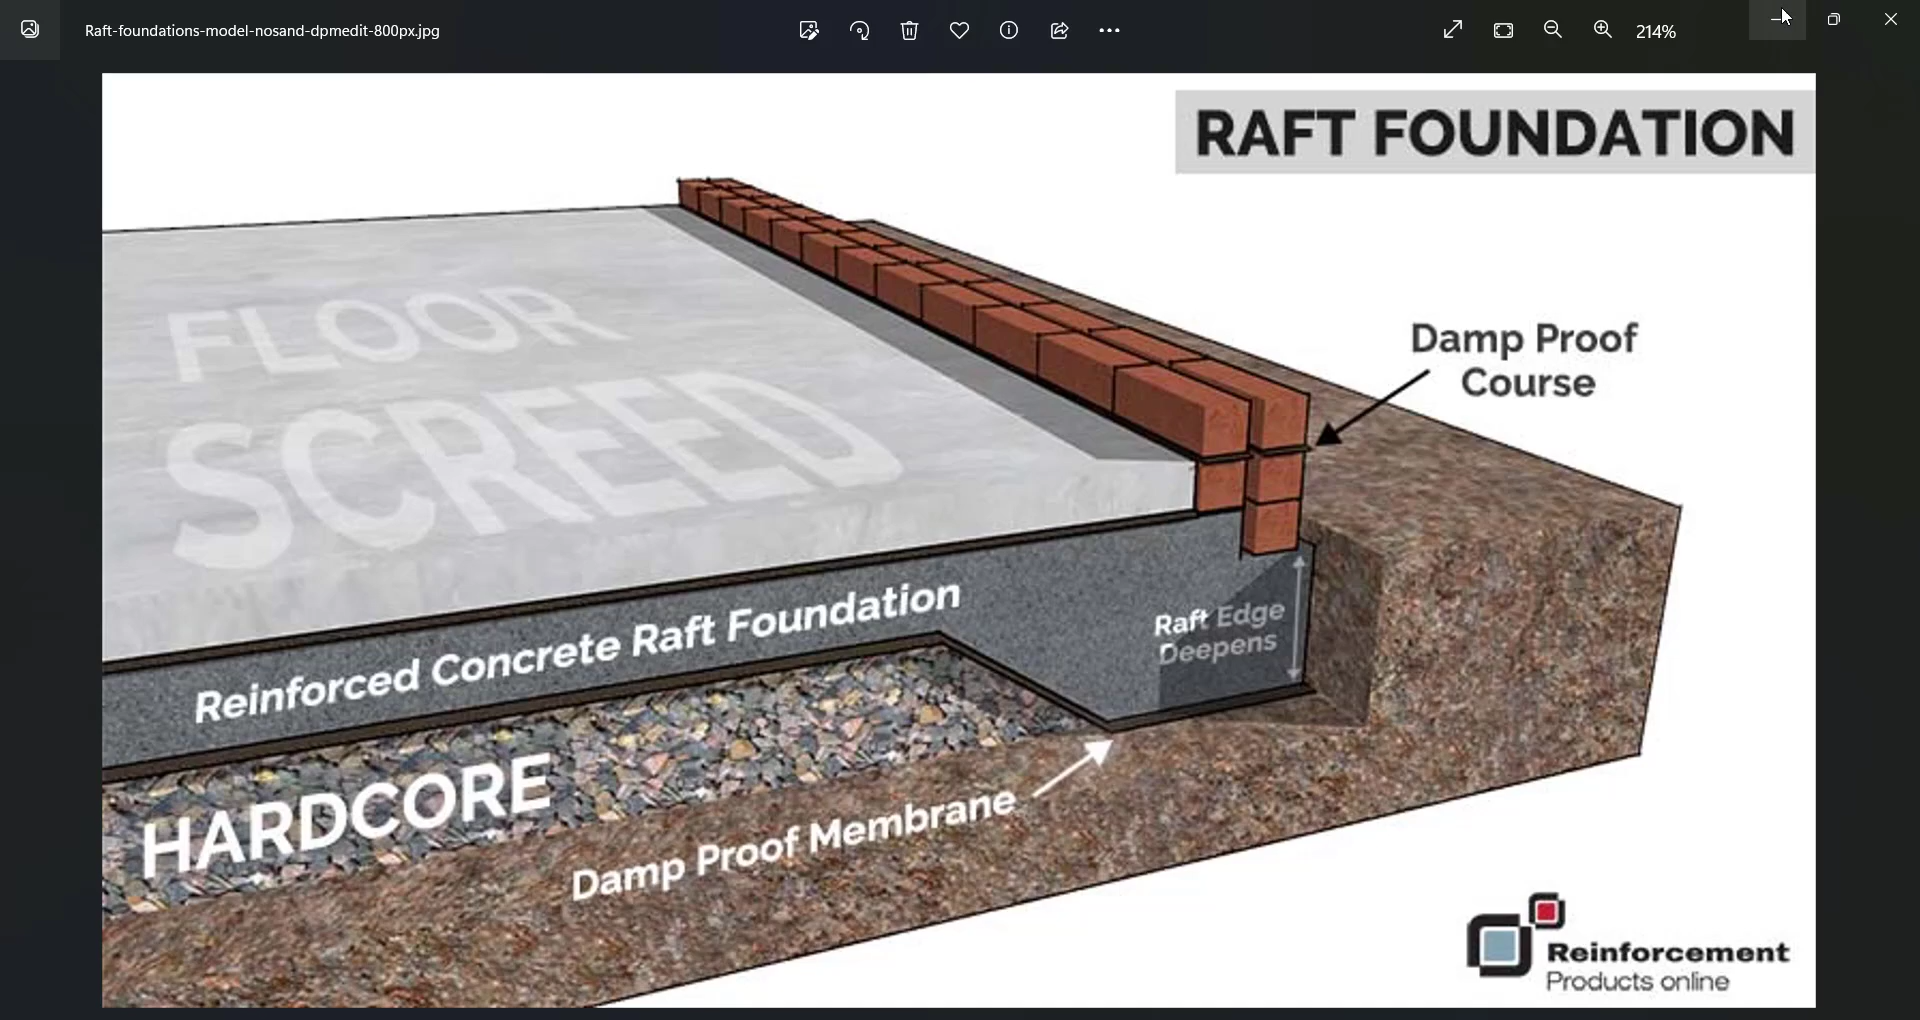 Raft-foundations-model-nosand-dpmedit-800px.jpg
214%
RAFT FOUNDATION
Damp Proof
Course
FLOOR
SCREED
Reinforced Concrete Raft Foundation
Raft Edge
Deepens
HARDCORE
Damp Proof Membrane
Reinforcement
Products online